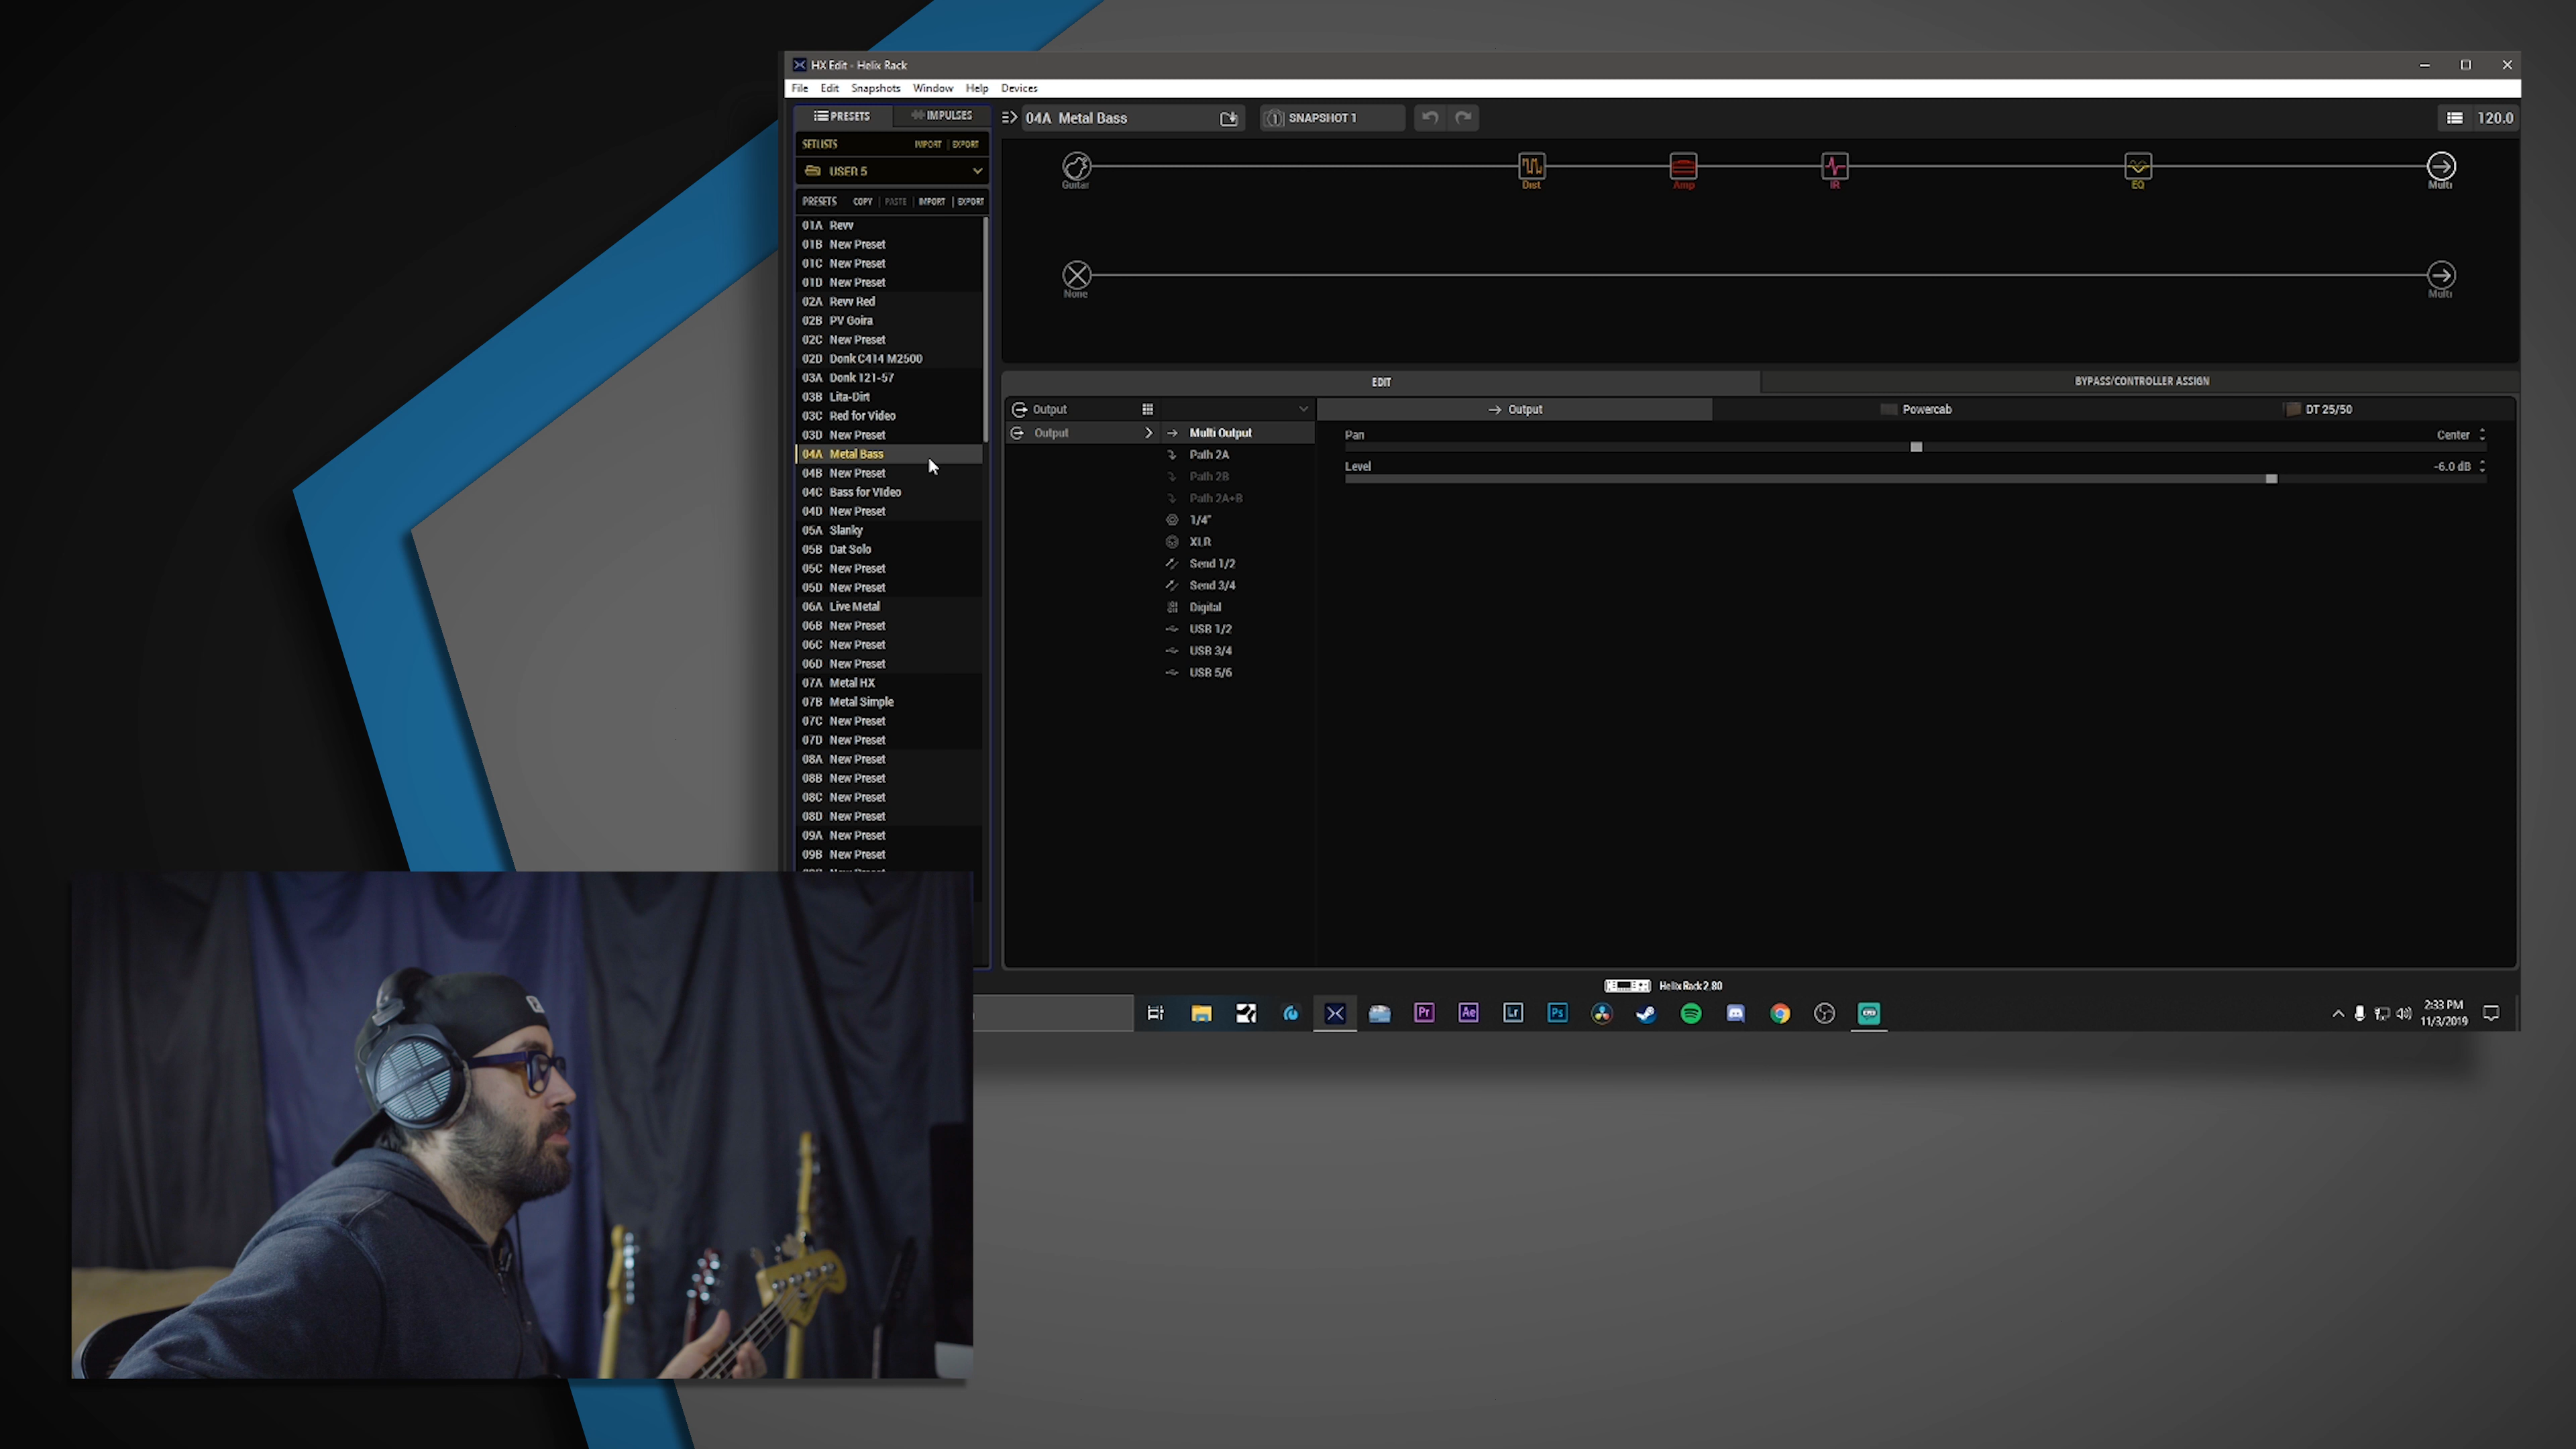 HX Edit - Helix Rack
File Edit Snapshots Window Help Devices
PRESETS IMPULSES
SETLISTS IMPORT | EXPORT
USER 5
PRESETS COPY | PASTE | IMPORT | EXPORT
01A Revv
01B New Preset
01C New Preset
01D New Preset
02A Revv Red
02B PV Goira
02C New Preset
02D Donk C414 M2500
03A Donk 121-57
03B Lita-Dirt
03C Red for Video
03D New Preset
04A Metal Bass
04B New Preset
04C Bass for Video
04D New Preset
05A Slanky
05B Dat Solo
05C New Preset
05D New Preset
06A Live Metal
06B New Preset
06C New Preset
06D New Preset
07A Metal HX
07B Metal Simple
07C New Preset
07D New Preset
08A New Preset
08B New Preset
08C New Preset
08D New Preset
09A New Preset
09B New Preset
04A Metal Bass
SNAPSHOT 1
120.0
Guitar Dist Amp IR EQ Multi
None Multi
EDIT BYPASS/CONTROLLER ASSIGN
Output
Output
Multi Output
Path 2A
Path 2B
Path 2A+B
1/4"
XLR
Send 1/2
Send 3/4
Digital
USB 1/2
USB 3/4
USB 5/6
Output Powercab DT 25/50
Pan Center
Level -6.0 dB
Helix Rack 2.80
Pr Ae Lr Ps
2:33 PM
11/3/2019